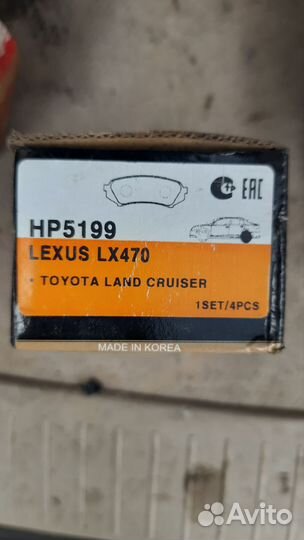 EAC
HP5199
LEXUS LX470
• TOYOTA LAND CRUISER
1SET/4PCS
MADE IN KOREA
Avito